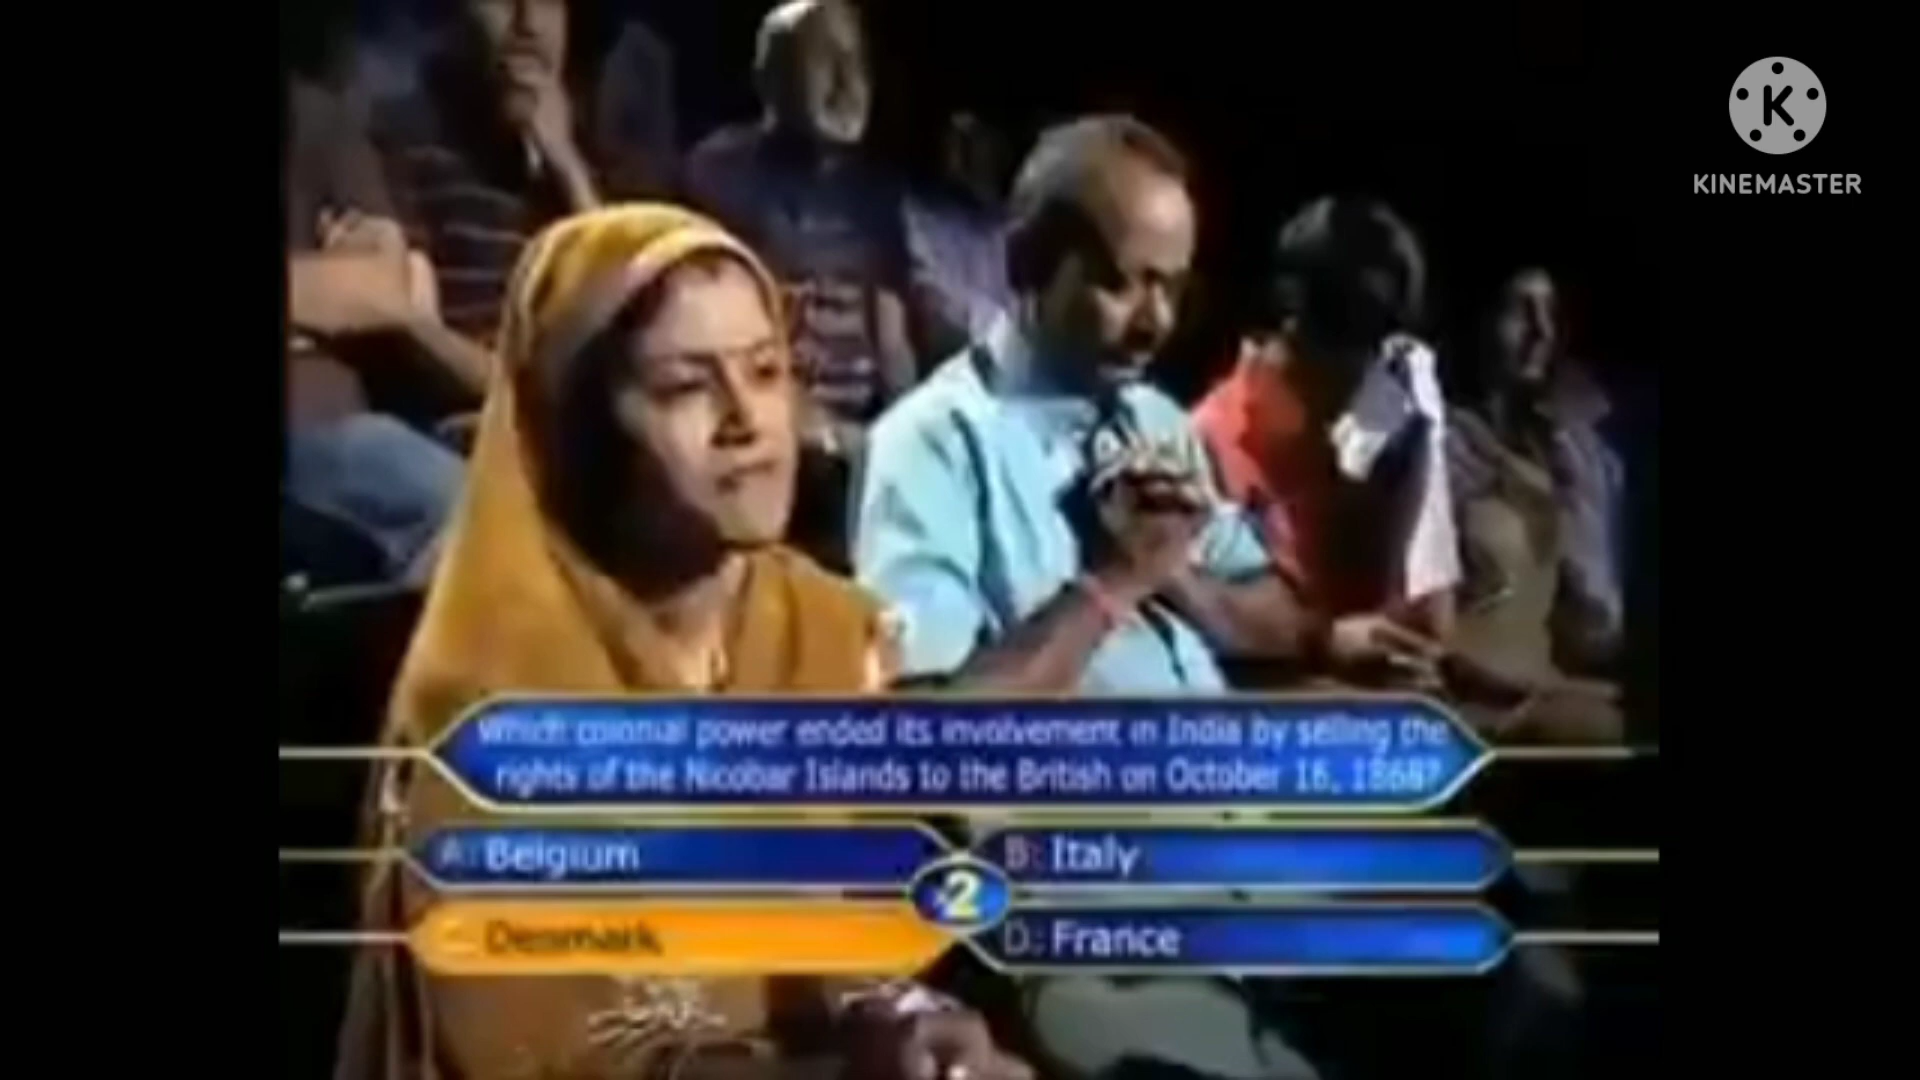 K
KINEMASTER
Which colonial power ended its involvement in India by selling the
rights of the Nicobar Islands to the British on October 16, 1868?
A: Belgium
B: Italy
2
C: Denmark
D: France